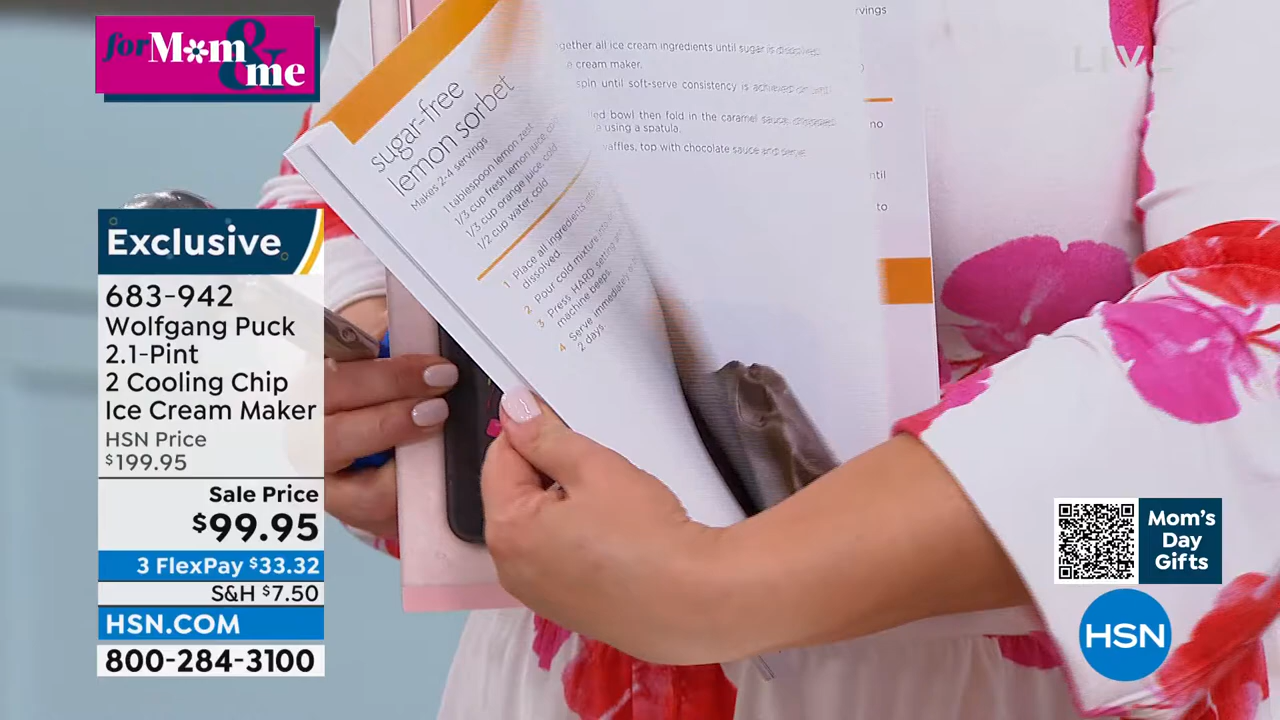 for Mom
&
me
LIVE
Exclusive
683-942
Wolfgang Puck
2.1-Pint
2 Cooling Chip
Ice Cream Maker
HSN Price
$199.95
Sale Price
$99.95
3 FlexPay $33.32
S&H $7.50
HSN.COM
800-284-3100
sugar-free
lemon sorbet
Makes 2-4 servings
1 tablespoon lemon zest
1/3 cup fresh lemon juice,
1/3 cup orange juice, cold
1/2 cup water, cold
1 Place all ingredients
dissolved
2 Pour cold mixture
3 Press HARD setting
machine beeps.
4 Serve immediately
2 days.
all ice cream ingredients until sugar is dissolved.
cream maker.
spin until soft-serve consistency is achieved or until
bowl then fold in the caramel sauce,
using a spatula.
waffles, top with chocolate sauce and serve.
to
Mom's
Day
Gifts
HSN